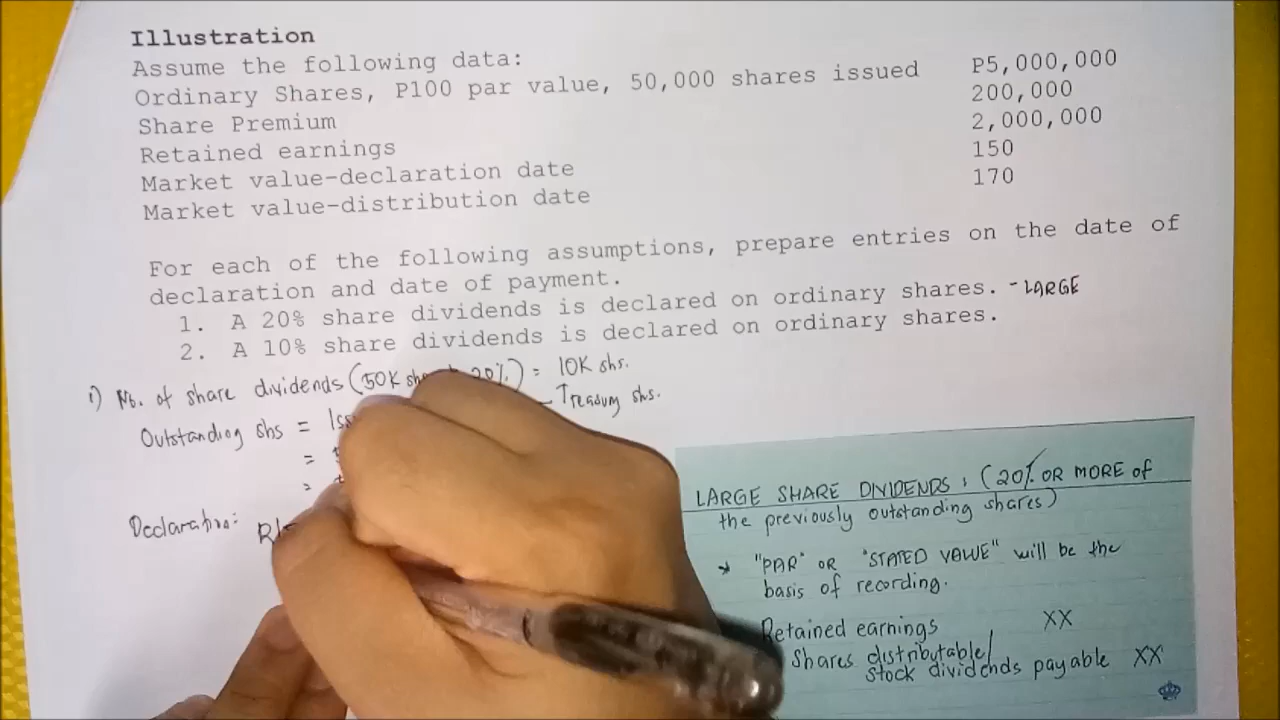 Illustration
Assume the following data:
Ordinary Shares, P100 par value, 50,000 shares issued P5,000,000
Share Premium 200,000
Retained earnings 2,000,000
Market value-declaration date 150
Market value-distribution date 170
For each of the following assumptions, prepare entries on the date of
declaration and date of payment.
1. A 20% share dividends is declared on ordinary shares. - LARGE
2. A 10% share dividends is declared on ordinary shares.
1) No. of share dividends (50K 20%) = 10K shs.
Outstanding shs = - Treasury shs.
=
=
Declaration:
LARGE SHARE DIVIDENDS : (20% OR MORE of
the previously outstanding shares)
"PAR" OR "STATED VALUE" will be the
basis of recording.
Retained earnings XX
Shares distributable/
stock dividends payable XX